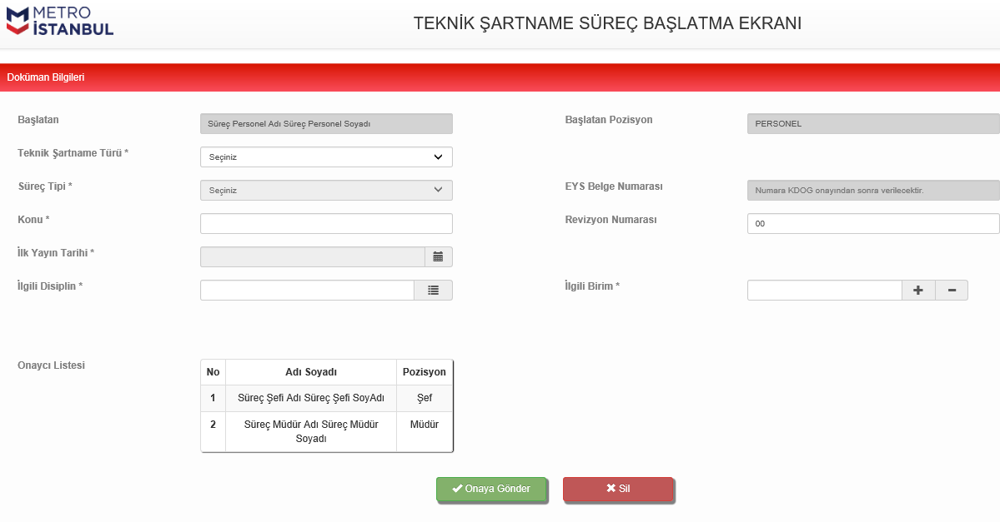 METRO
İSTANBUL
TEKNİK ŞARTNAME SÜREÇ BAŞLATMA EKRANI
Doküman Bilgileri
Başlatan
Süreç Personel Adı Süreç Personel Soyadı
Başlatan Pozisyon
PERSONEL
Teknik Şartname Türü *
Seçiniz
Süreç Tipi *
Seçiniz
EYS Belge Numarası
Numara KDOG onayından sonra verilecektir.
Konu *
Revizyon Numarası
00
İlk Yayın Tarihi *
İlgili Disiplin *
İlgili Birim *
Onaycı Listesi
No Adı Soyadı Pozisyon
1 Süreç Şefi Adı Süreç Şefi SoyAdı Şef
2 Süreç Müdür Adı Süreç Müdür Müdür
Soyadı
Onaya Gönder
Sil